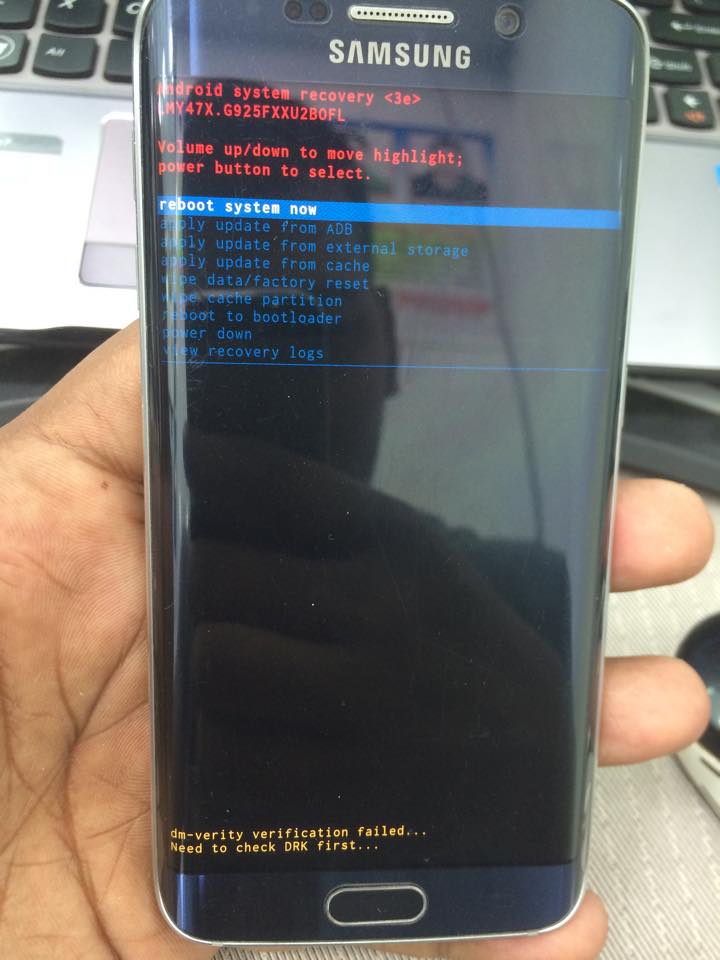 SAMSUNG
Android system recovery <3e>
LMY47X.G925FXXU2BOFL
Volume up/down to move highlight;
power button to select.
reboot system now
apply update from ADB
apply update from external storage
apply update from cache
wipe data/factory reset
wipe cache partition
reboot to bootloader
power down
view recovery logs
dm-verity verification failed...
Need to check DRK first...
Alt